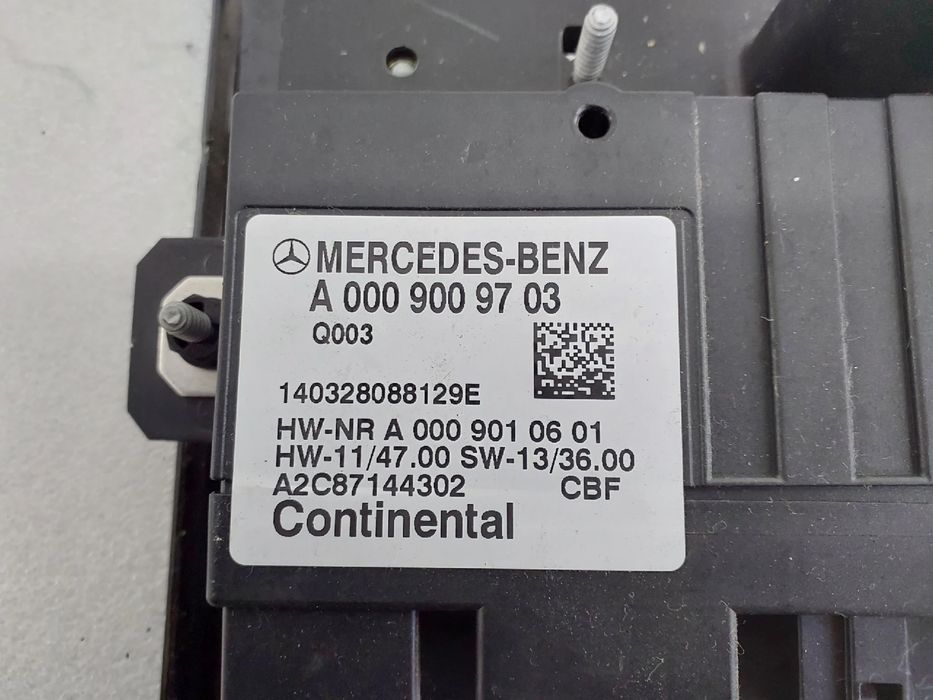 MERCEDES-BENZ
A 000 900 97 03
Q003
140328088129E
HW-NR A 000 901 06 01
HW-11/47.00 SW-13/36.00
A2C87144302 CBF
Continental